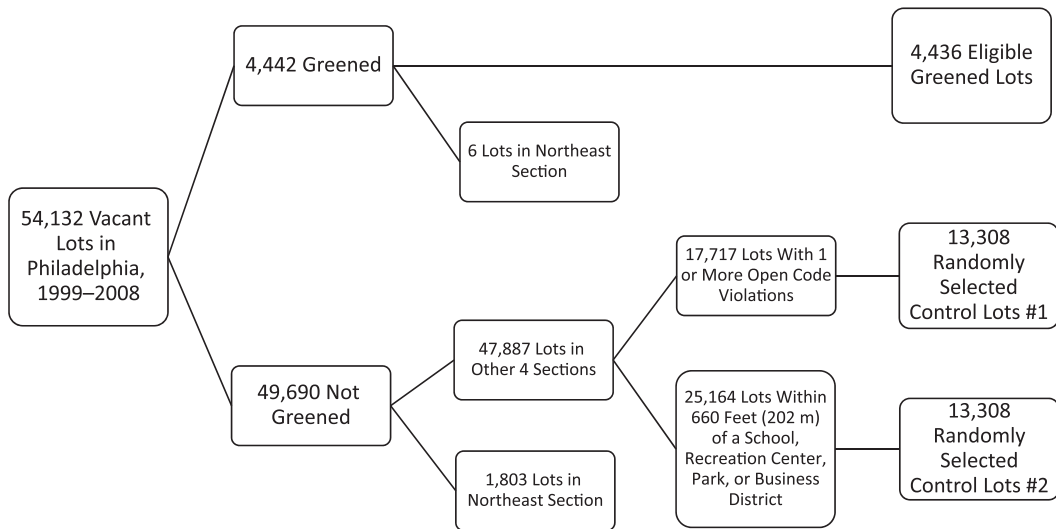 54,132 Vacant
Lots in
Philadelphia,
1999–2008
4,442 Greened
4,436 Eligible
Greened Lots
6 Lots in Northeast
Section
49,690 Not
Greened
47,887 Lots in
Other 4 Sections
1,803 Lots in
Northeast Section
17,717 Lots With 1
or More Open Code
Violations
13,308
Randomly
Selected
Control Lots #1
25,164 Lots Within
660 Feet (202 m)
of a School,
Recreation Center,
Park, or Business
District
13,308
Randomly
Selected
Control Lots #2